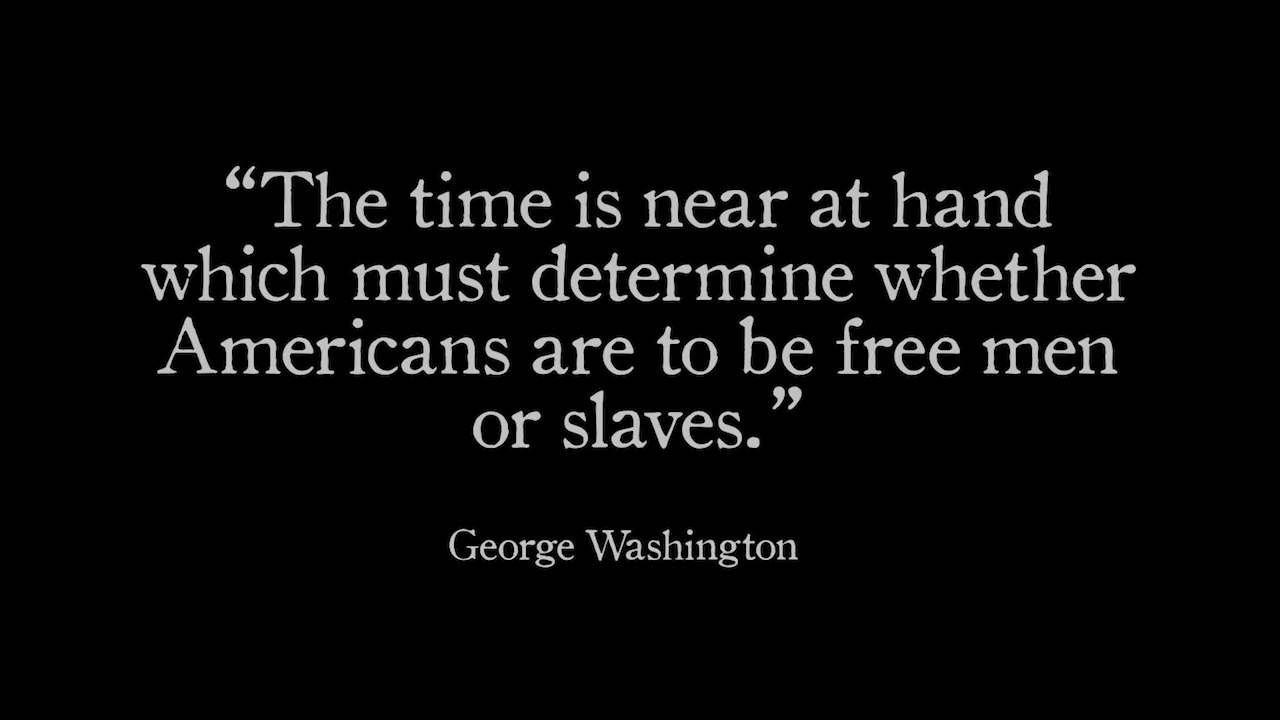 “The time is near at hand
which must determine whether
Americans are to be free men
or slaves.”
George Washington